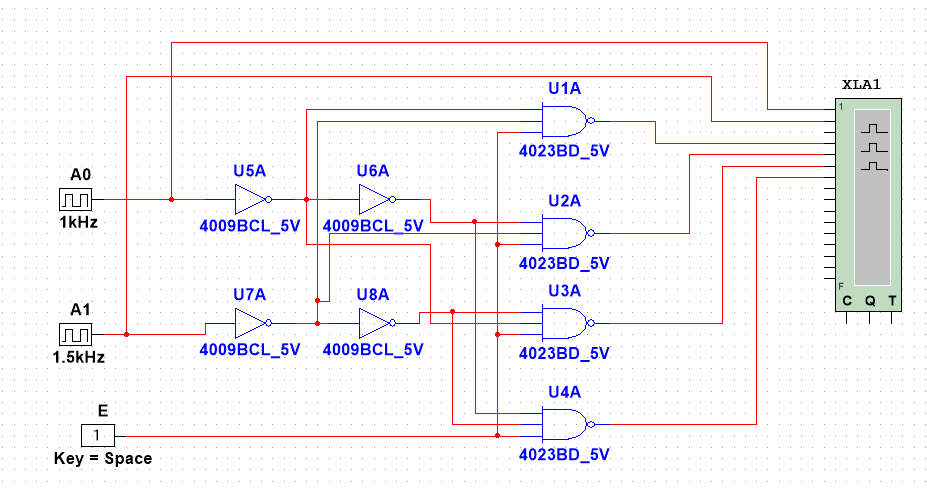 XLA1
U1A
1
4023BD_5V
A0
U5A
U6A
1kHz
4009BCL_5V
4009BCL_5V
U2A
4023BD_5V
U3A
F
C Q T
A1
U7A
U8A
1.5kHz
4009BCL_5V
4009BCL_5V
4023BD_5V
U4A
E
1
Key = Space
4023BD_5V